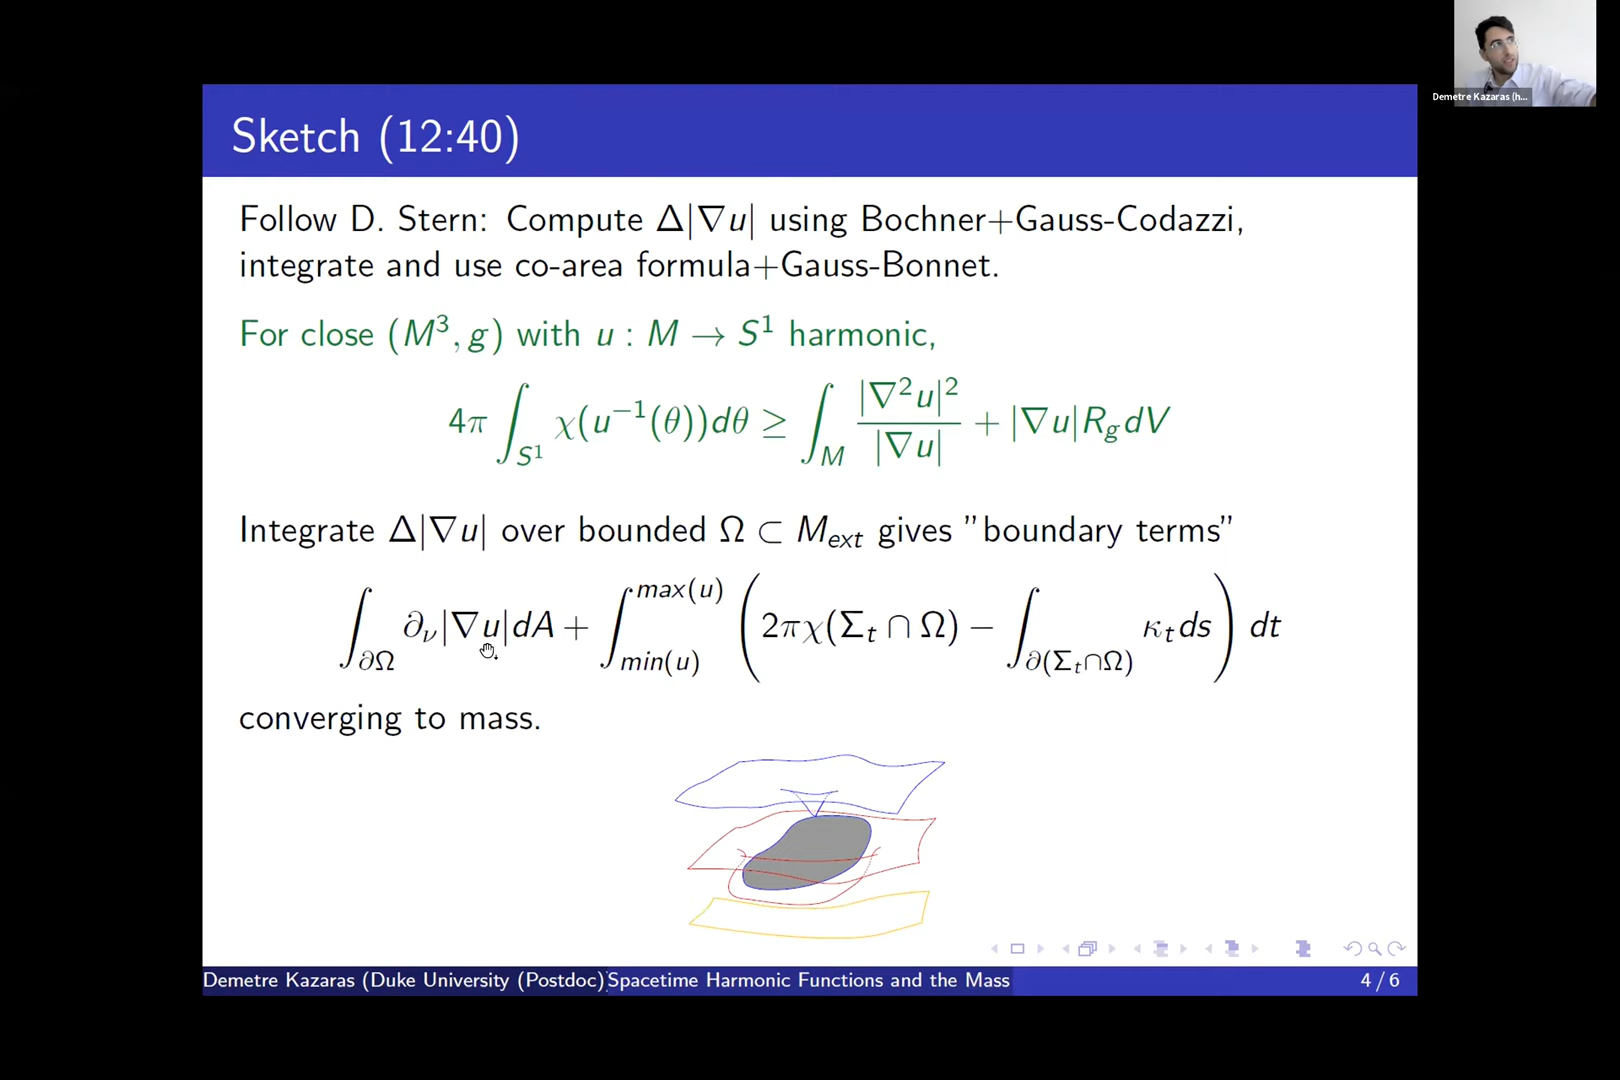 Demetre Kazaras (h...
Sketch (12:40)
Follow D. Stern: Compute Δ|∇u| using Bochner+Gauss-Codazzi,
integrate and use co-area formula+Gauss-Bonnet.
For close (M³, g) with u : M → S¹ harmonic,
4π ∫_{S¹} χ(u⁻¹(θ))dθ ≥ ∫_M |∇²u|²/|∇u| + |∇u|R_g dV
Integrate Δ|∇u| over bounded Ω ⊂ M_ext gives "boundary terms"
∫_{∂Ω} ∂_ν|∇u|dA + ∫_{min(u)}^{max(u)} (2πχ(Σ_t ∩ Ω) − ∫_{∂(Σ_t∩Ω)} κ_t ds) dt
converging to mass.
Demetre Kazaras (Duke University (Postdoc) Spacetime Harmonic Functions and the Mass 4 / 6